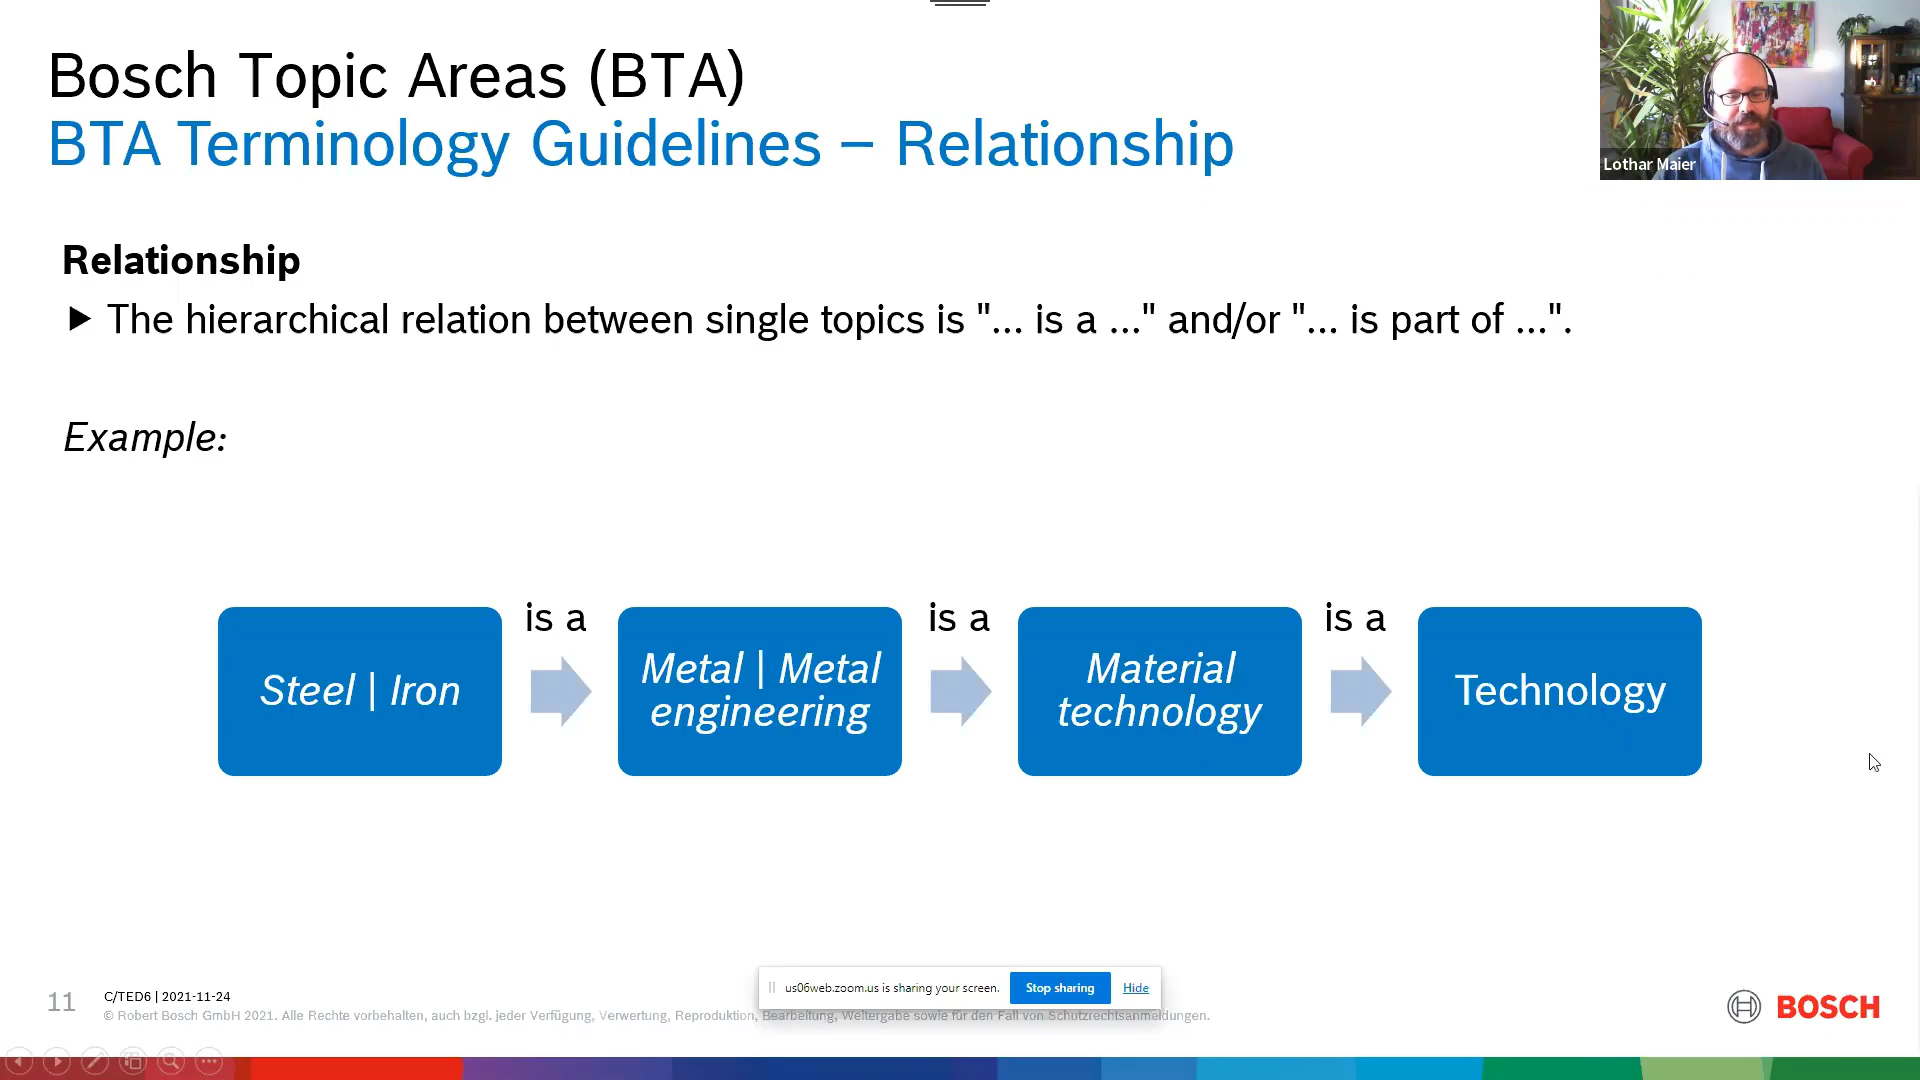 Bosch Topic Areas (BTA)
BTA Terminology Guidelines – Relationship
Lothar Maier
Relationship
▶ The hierarchical relation between single topics is "... is a ..." and/or "... is part of ...".
Example:
is a
is a
is a
Steel | Iron
Metal | Metal
engineering
Material
technology
Technology
us06web.zoom.us is sharing your screen.
Stop sharing
Hide
11
C/TED6 | 2021-11-24
© Robert Bosch GmbH 2021. Alle Rechte vorbehalten, auch bzgl. jeder Verfügung, Verwertung, Reproduktion, Bearbeitung, Weitergabe sowie für den Fall von Schutzrechtsanmeldungen.
BOSCH